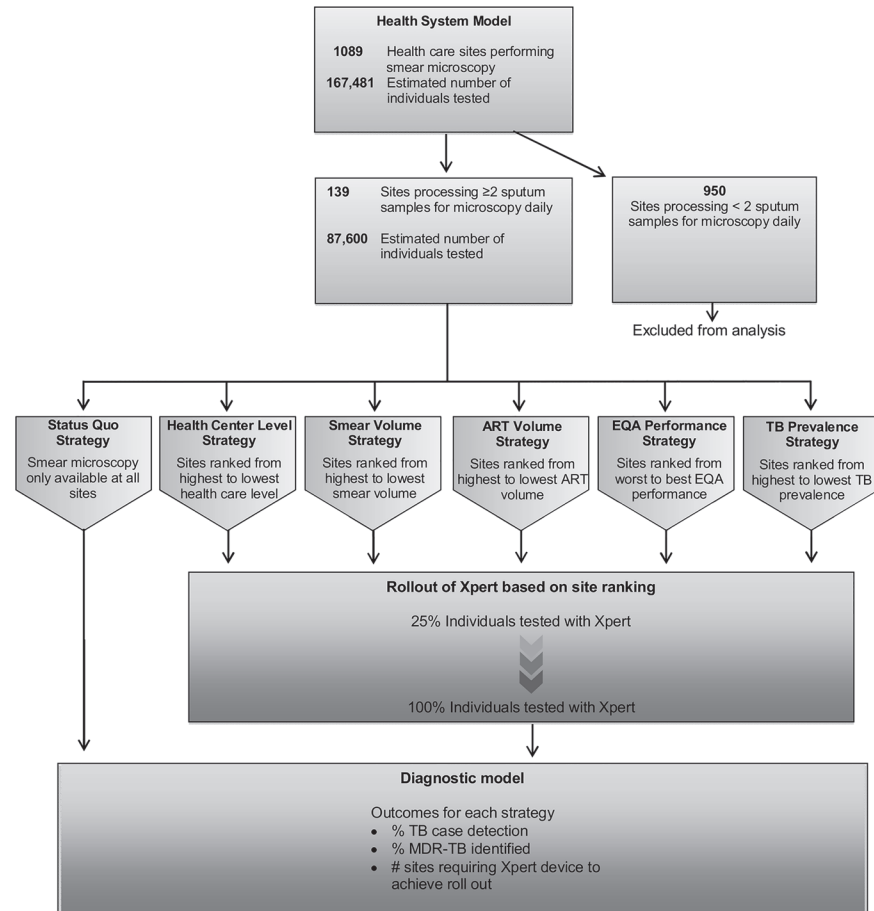 Health System Model
1089 Health care sites performing
smear microscopy
167,481 Estimated number of
individuals tested
139 Sites processing ≥2 sputum
samples for microscopy daily
87,600 Estimated number of
individuals tested
950
Sites processing < 2 sputum
samples for microscopy daily
Excluded from analysis
Status Quo
Strategy
Smear microscopy
only available at all
sites
Health Center Level
Strategy
Sites ranked from
highest to lowest
health care level
Smear Volume
Strategy
Sites ranked from
highest to lowest
smear volume
ART Volume
Strategy
Sites ranked from
highest to lowest ART
volume
EQA Performance
Strategy
Sites ranked from
worst to best EQA
performance
TB Prevalence
Strategy
Sites ranked from
highest to lowest TB
prevalence
Rollout of Xpert based on site ranking
25% Individuals tested with Xpert
100% Individuals tested with Xpert
Diagnostic model
Outcomes for each strategy
• % TB case detection
• % MDR-TB identified
• # sites requiring Xpert device to
achieve roll out